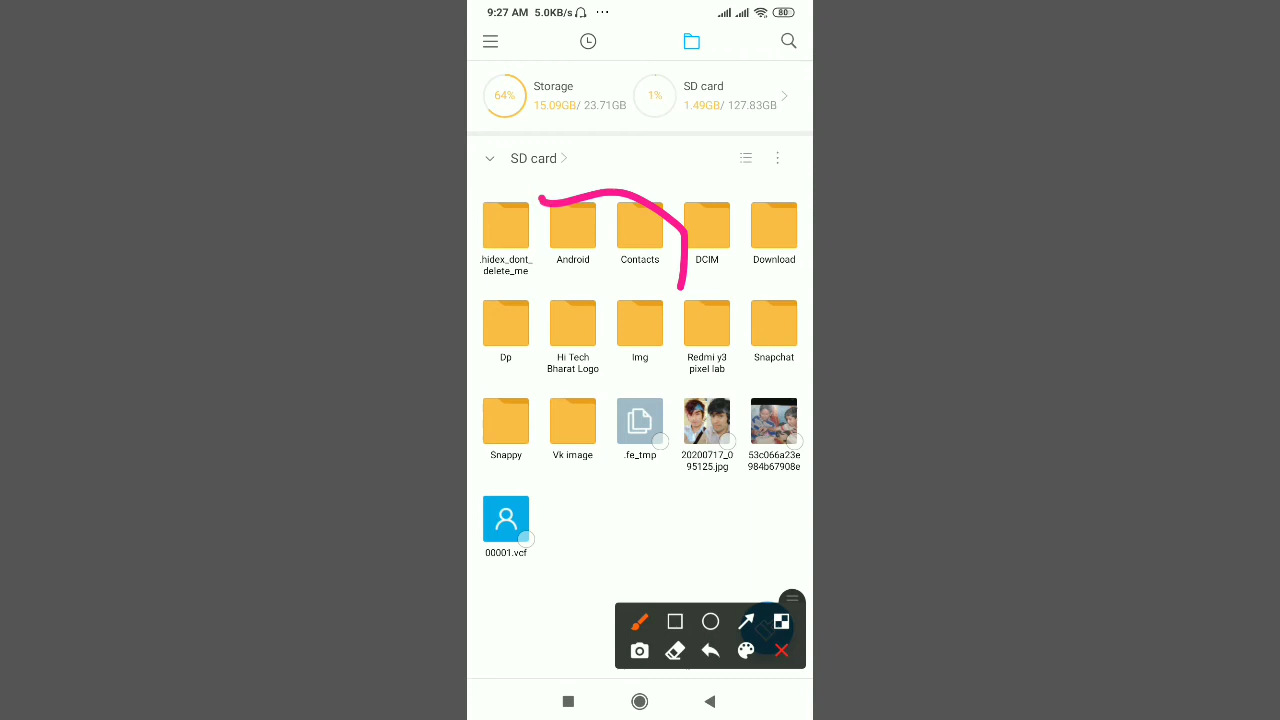 9:27 AM 5.0KB/s ... 80
64% Storage 1% SD card
15.09GB/ 23.71GB 1.49GB/ 127.83GB
SD card
.hidex_dont_ Android Contacts DCIM Download
delete_me
Dp Hi Tech Img Redmi y3 Snapchat
Bharat Logo pixel lab
Snappy Vk image .fe_tmp 20200717_0 53c066a23e
095125.jpg 984b67908e
00001.vcf